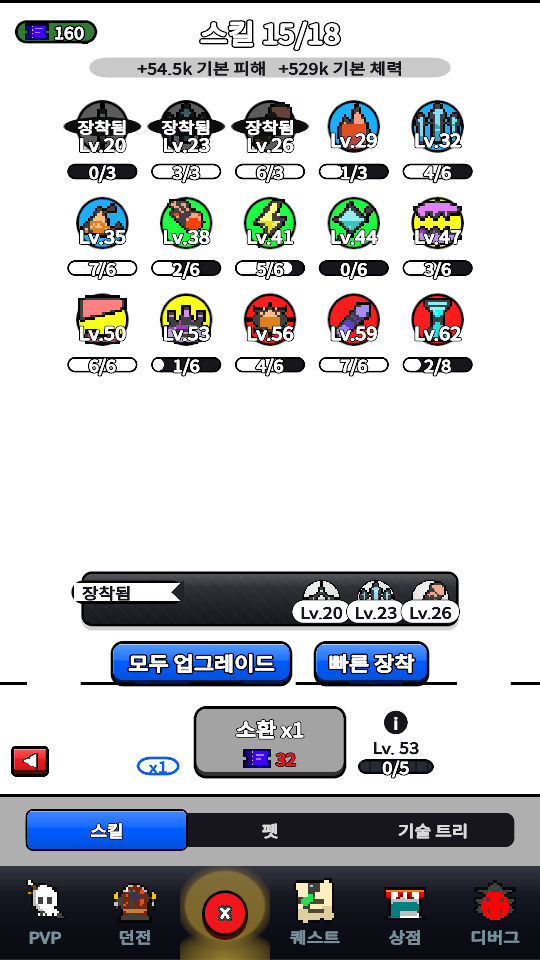 160
스킬 15/18
+54.5k 기본 피해 +529k 기본 체력
장착됨 장착됨 장착됨
Lv.20 Lv.23 Lv.26 Lv.29 Lv.32
0/3 3/3 6/3 1/3 4/6
Lv.35 Lv.38 Lv.41 Lv.44 Lv.47
7/6 2/6 5/6 0/6 3/6
Lv.50 Lv.53 Lv.56 Lv.59 Lv.62
6/6 1/6 4/6 7/6 2/8
장착됨
Lv.20 Lv.23 Lv.26
모두 업그레이드 빠른 장착
소환 x1
32
x1
i
Lv. 53
0/5
스킬 펫 기술 트리
X
PVP 던전 퀘스트 상점 디버그